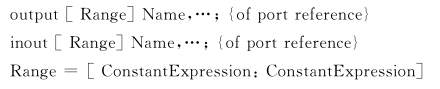 output [ Range] Name,…; {of port reference}
inout [ Range] Name,…; {of port reference}
Range = [ ConstantExpression: ConstantExpression]